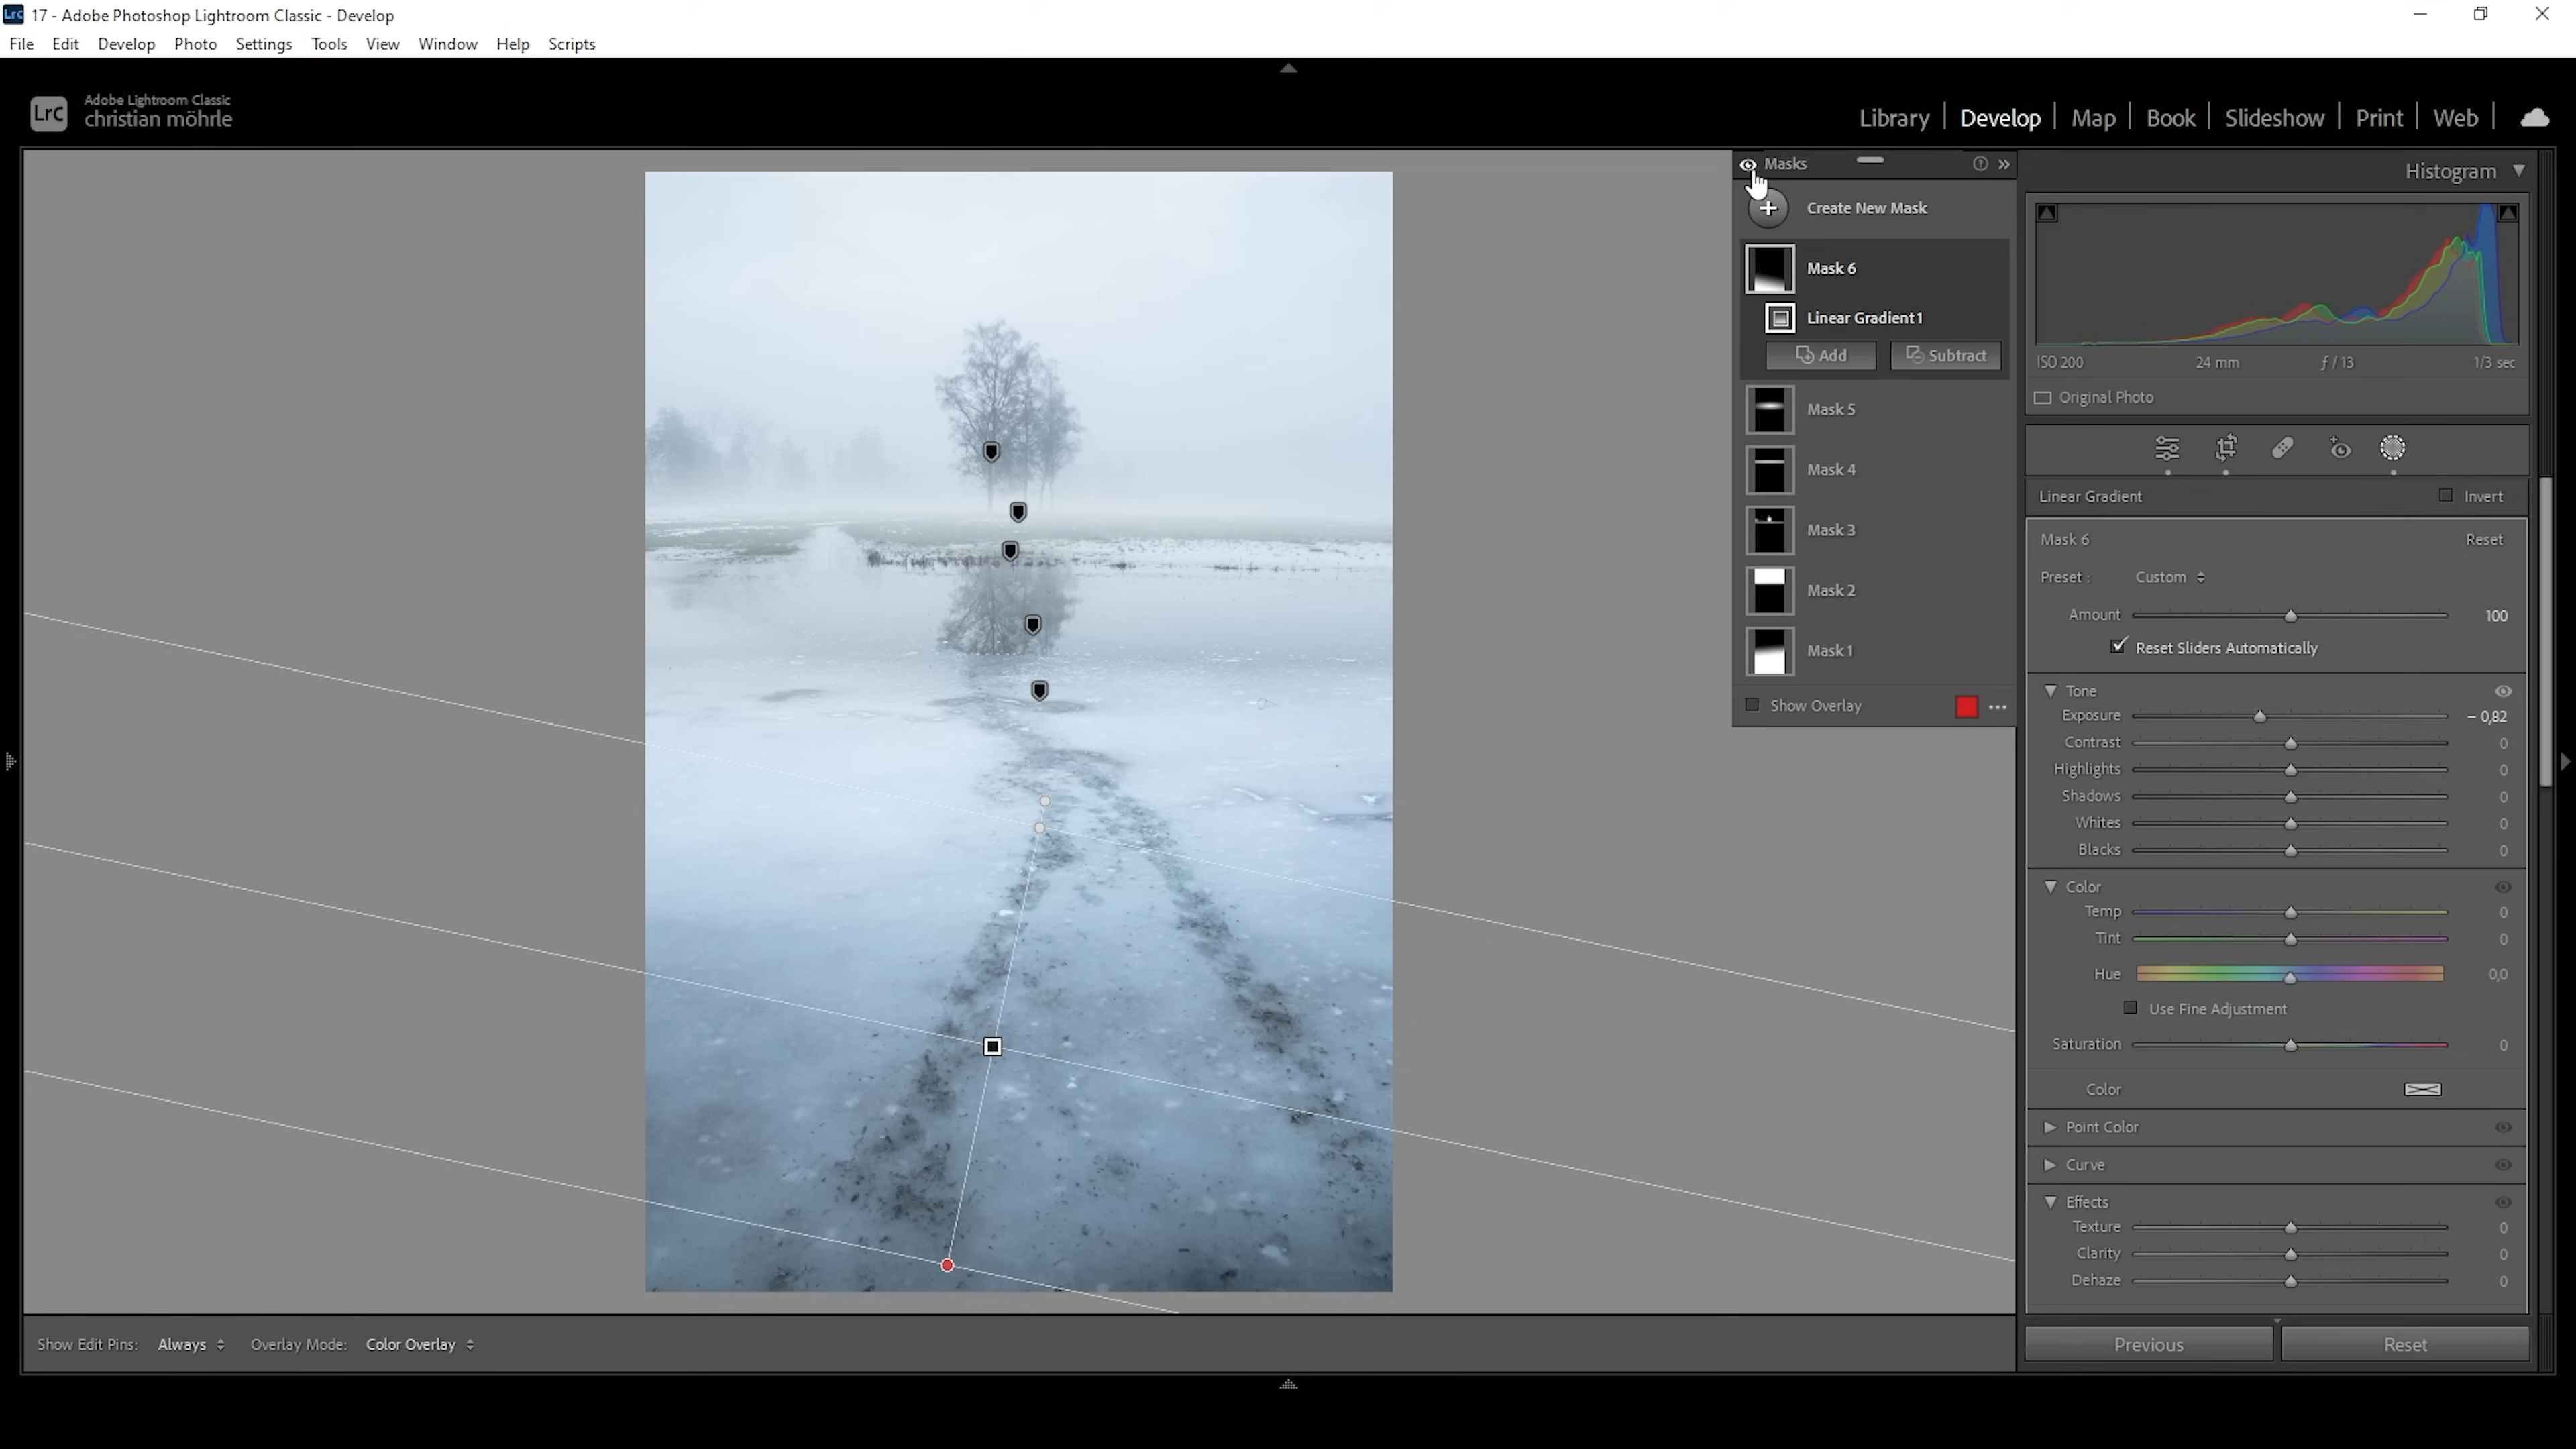 Lrc 17 - Adobe Photoshop Lightroom Classic - Develop
File Edit Develop Photo Settings Tools View Window Help Scripts
Lrc Adobe Lightroom Classic
christian möhrle
Library Develop Map Book Slideshow Print Web
Masks
Create New Mask
Mask 6
Linear Gradient 1
Add Subtract
Mask 5
Mask 4
Mask 3
Mask 2
Mask 1
Show Overlay
Histogram
ISO 200 24 mm ƒ / 13 1/3 sec
Original Photo
Linear Gradient Invert
Mask 6 Reset
Preset : Custom
Amount 100
Reset Sliders Automatically
Tone
Exposure – 0,82
Contrast 0
Highlights 0
Shadows 0
Whites 0
Blacks 0
Color
Temp 0
Tint 0
Hue 0,0
Use Fine Adjustment
Saturation 0
Color
Point Color
Curve
Effects
Texture 0
Clarity 0
Dehaze 0
Show Edit Pins: Always Overlay Mode: Color Overlay
Previous Reset